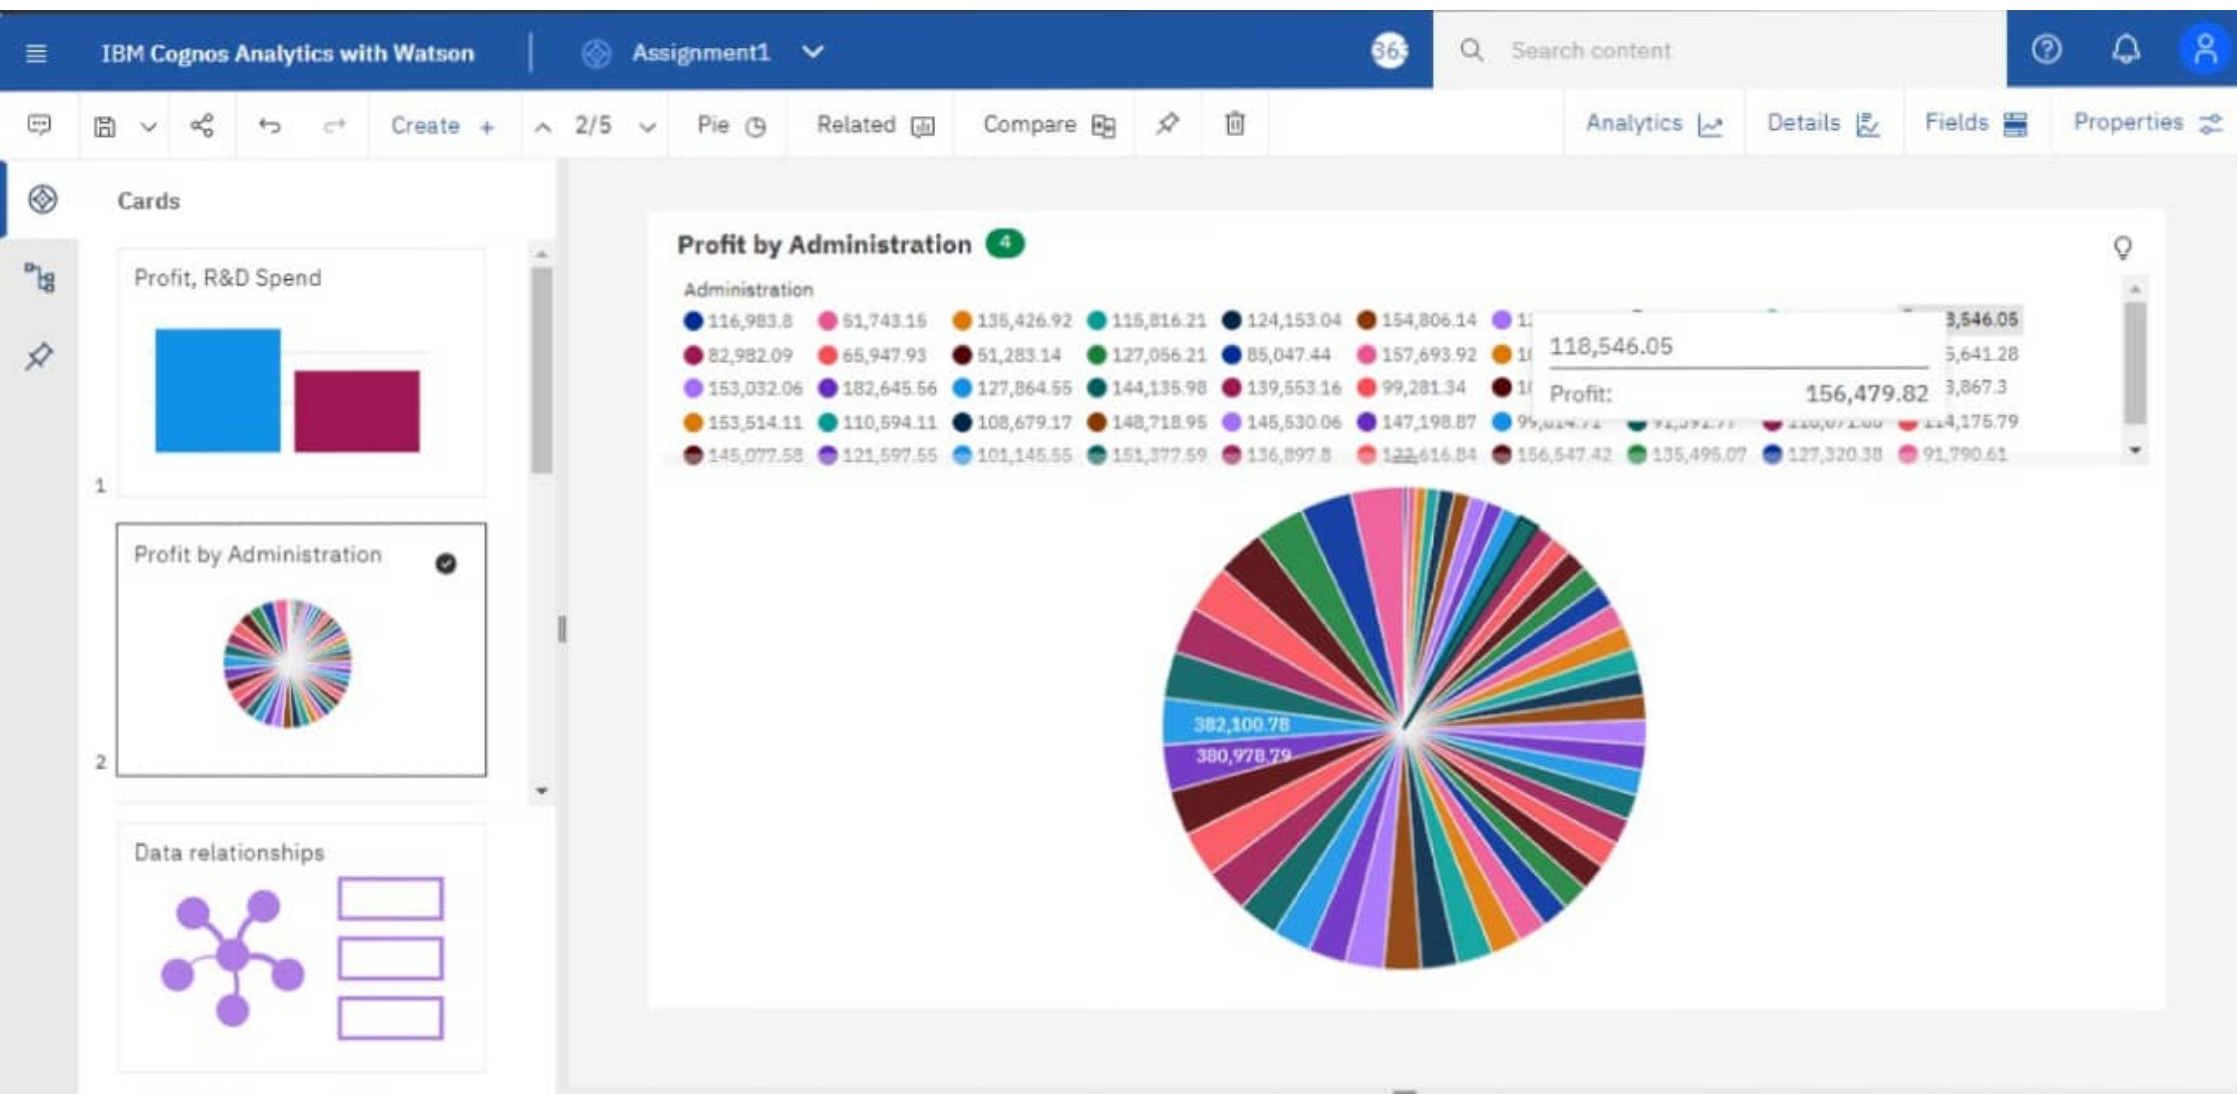 IBM Cognos Analytics with Watson
Assignment1
36
Search content
Create +
2/5
Pie
Related
Compare
Analytics
Details
Fields
Properties
Cards
Profit, R&D Spend
1
Profit by Administration
2
Data relationships
Profit by Administration 4
Administration
116,983.8 51,743.15 135,426.92 115,816.21 124,153.04 154,806.14 3,546.05
82,982.09 65,947.93 51,283.14 127,056.21 85,047.44 157,693.92 5,641.28
153,032.06 182,645.56 127,864.55 144,135.98 139,553.16 99,281.34 3,867.3
153,514.11 110,594.11 108,679.17 148,718.95 145,530.06 147,198.87 114,175.79
145,077.58 121,597.55 101,145.55 151,377.59 136,897.8 122,616.84 156,547.42 135,495.07 127,320.38 91,790.61
118,546.05
Profit: 156,479.82
382,100.78
380,978.79